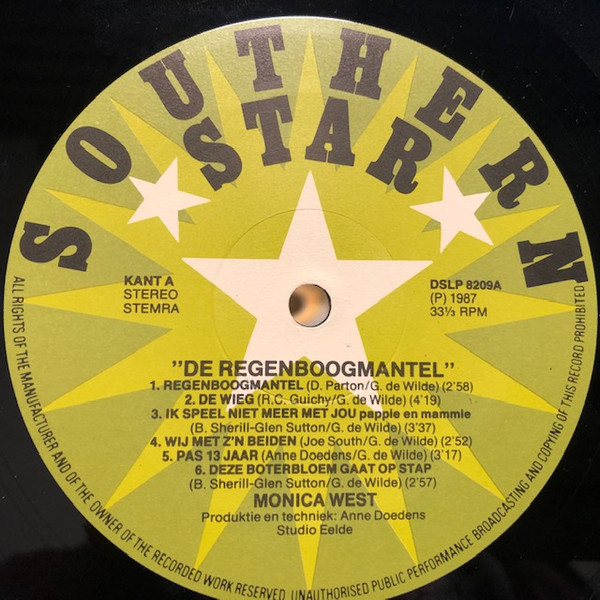 SOUTHERN
STAR
KANT A
STEREO
STEMRA
DSLP 8209A
(P) 1987
33⅓ RPM
"DE REGENBOOGMANTEL"
1. REGENBOOGMANTEL (D. Parton/G. de Wilde) (2'58)
2. DE WIEG (R.C. Guichy/G. de Wilde) (4'19)
3. IK SPEEL NIET MEER MET JOU pappie en mammie
(B. Sherill-Glen Sutton/G. de Wilde) (3'37)
4. WIJ MET Z'N BEIDEN (Joe South/G. de Wilde) (2'52)
5. PAS 13 JAAR (Anne Doedens/G. de Wilde) (3'17)
6. DEZE BOTERBLOEM GAAT OP STAP
(B. Sherill-Glen Sutton/G. de Wilde) (2'57)
MONICA WEST
Produktie en techniek: Anne Doedens
Studio Eelde
ALL RIGHTS OF THE MANUFACTURER AND OF THE OWNER OF THE RECORDED WORK RESERVED. UNAUTHORISED PUBLIC PERFORMANCE BROADCASTING AND COPYING OF THIS RECORD PROHIBITED